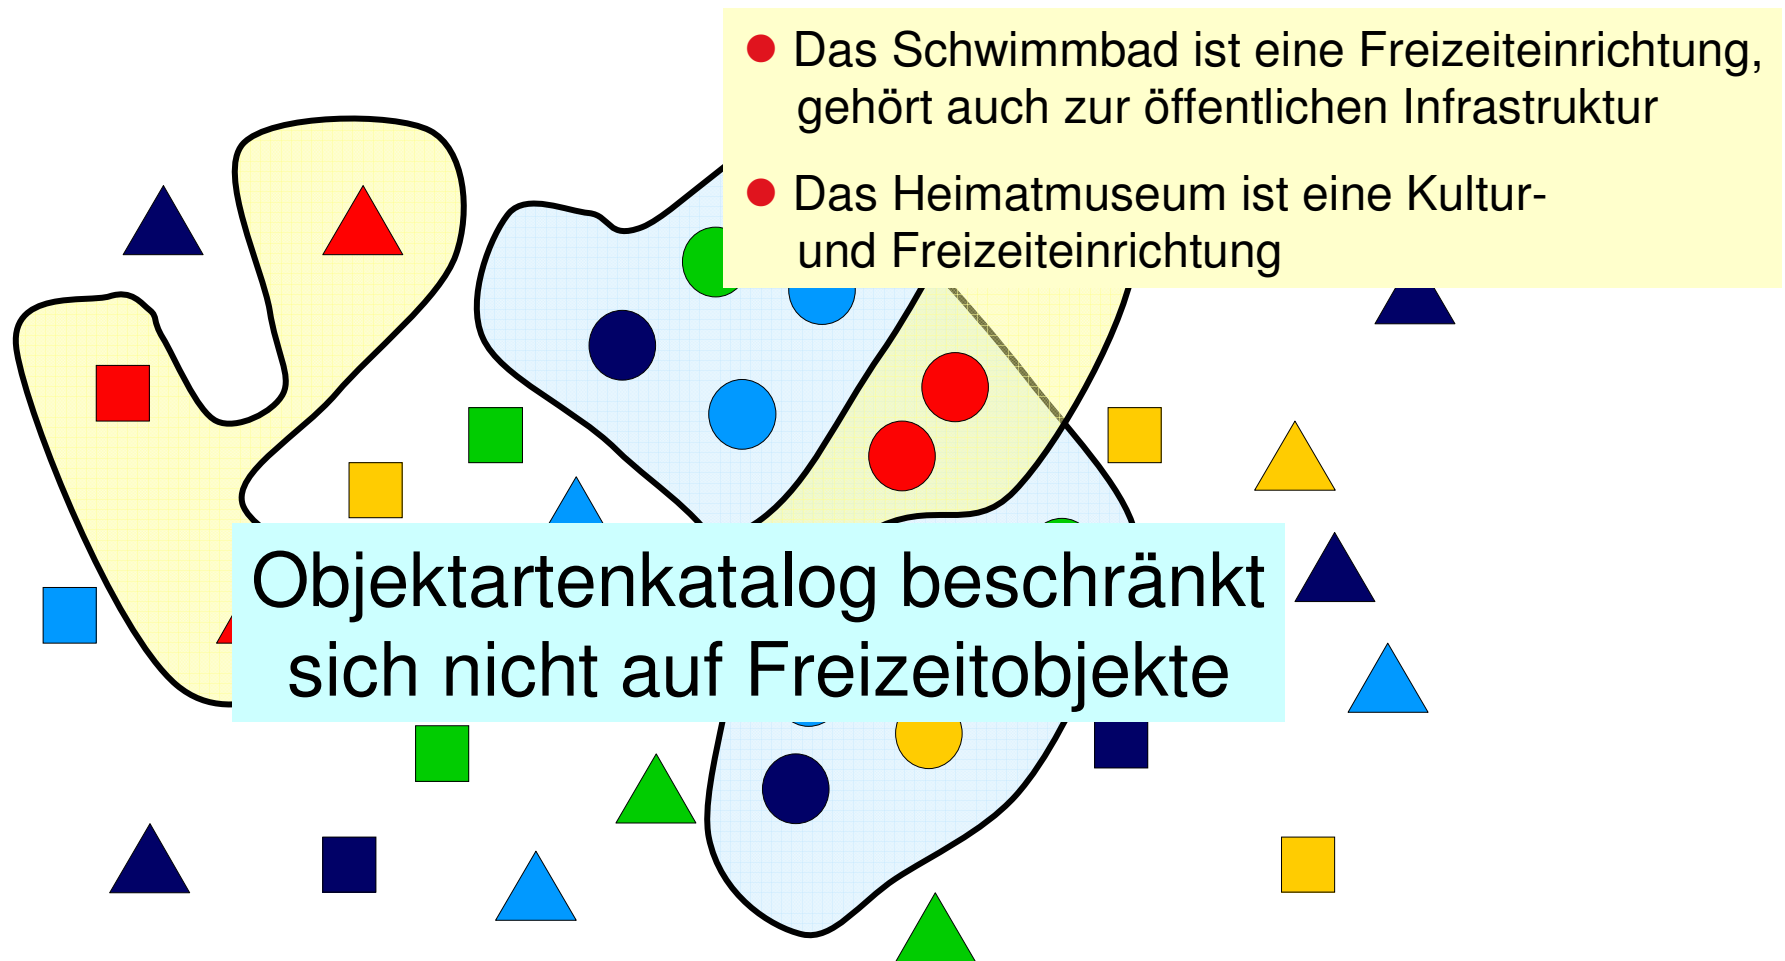 Das Schwimmbad ist eine Freizeiteinrichtung,
gehört auch zur öffentlichen Infrastruktur
Das Heimatmuseum ist eine Kultur-
und Freizeiteinrichtung
Objektartenkatalog beschränkt
sich nicht auf Freizeitobjekte